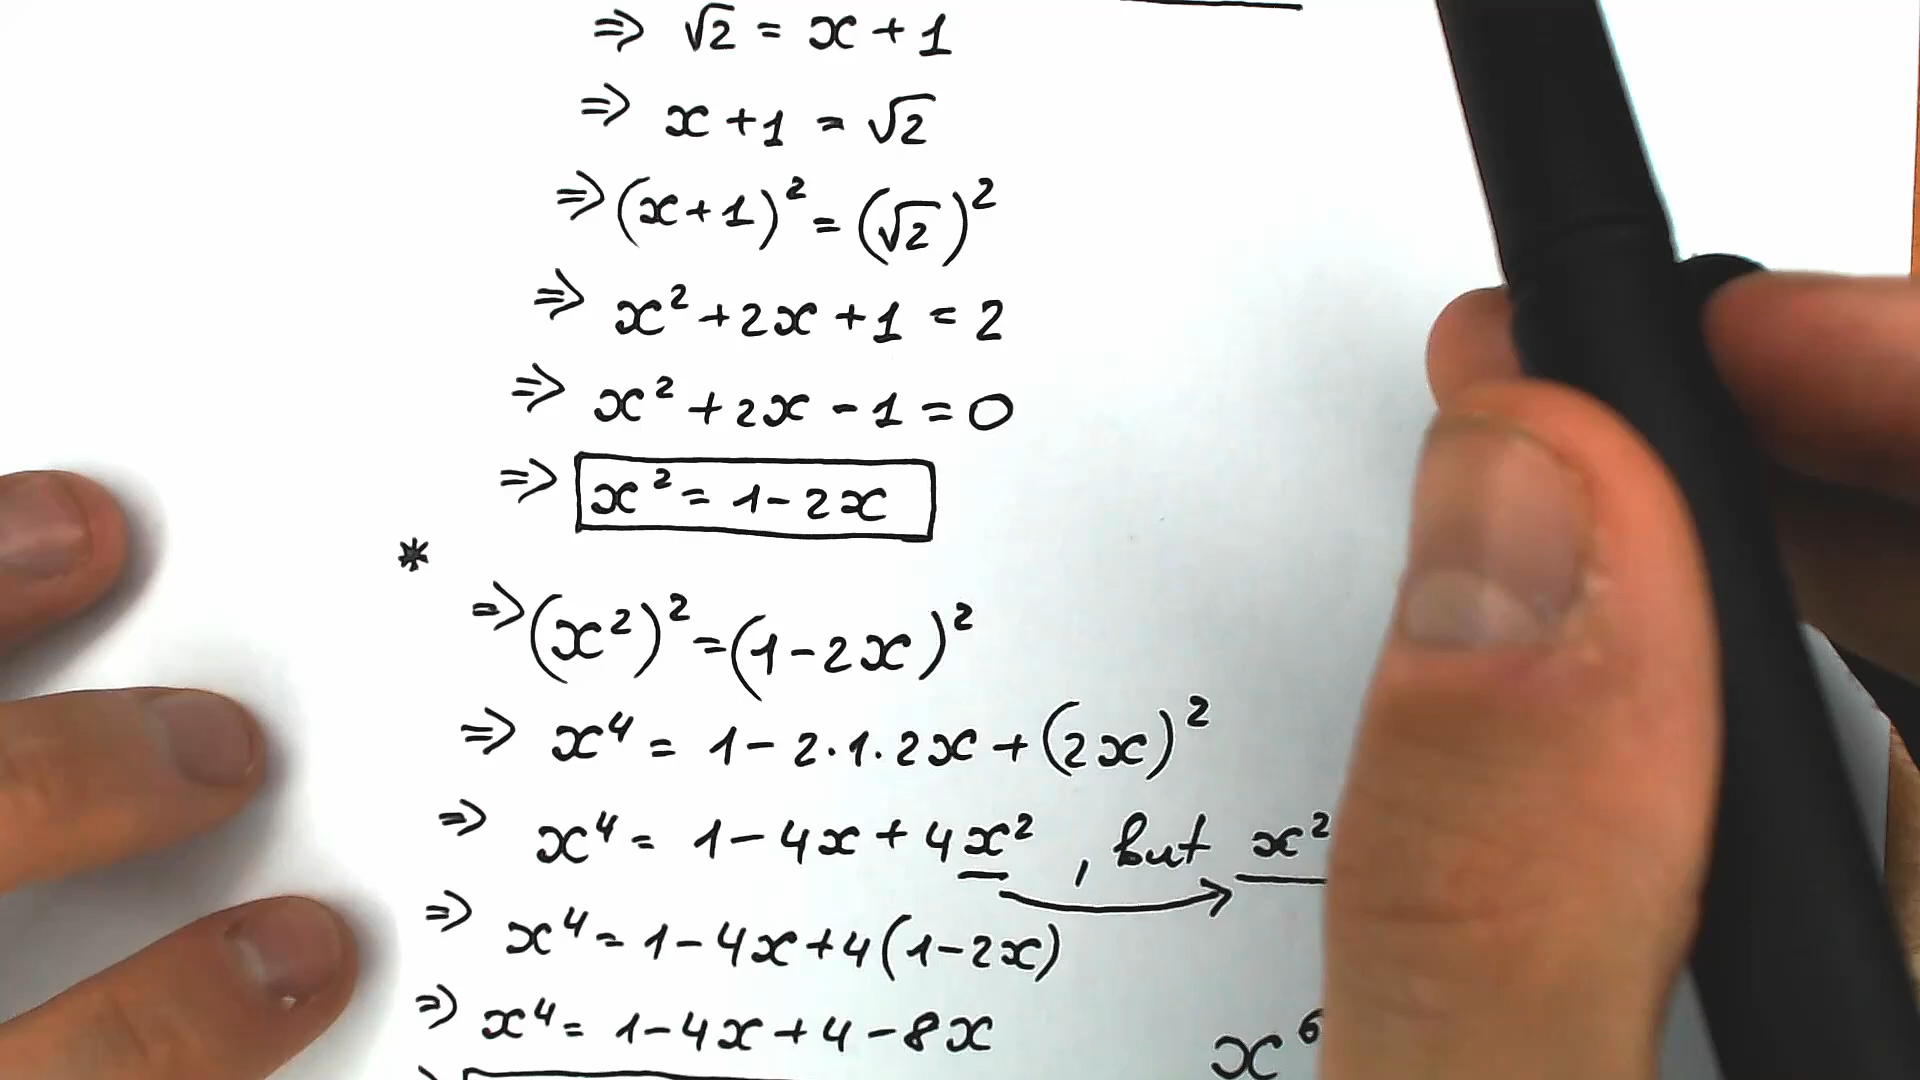 ⇒ √2 = x + 1
⇒ x + 1 = √2
⇒ (x + 1)² = (√2)²
⇒ x² + 2x + 1 = 2
⇒ x² + 2x - 1 = 0
⇒ x² = 1 - 2x
*
⇒ (x²)² = (1 - 2x)²
⇒ x⁴ = 1 - 2·1·2x + (2x)²
⇒ x⁴ = 1 - 4x + 4x² , but x²
⇒ x⁴ = 1 - 4x + 4(1 - 2x)
⇒ x⁴ = 1 - 4x + 4 - 8x
x⁶